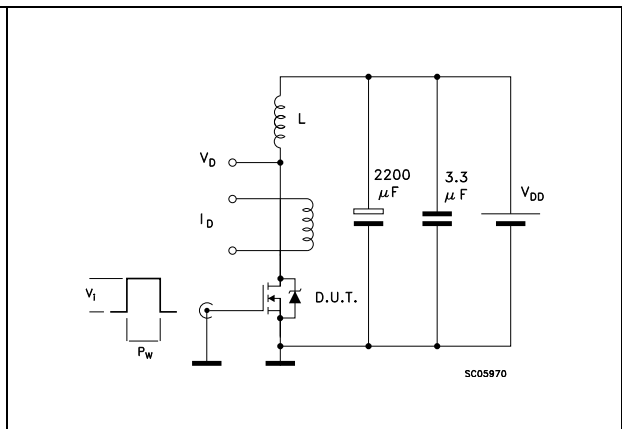 L
V_D
2200
μF
3.3
μF
V_DD
I_D
D.U.T.
V_i
P_W
SC05970